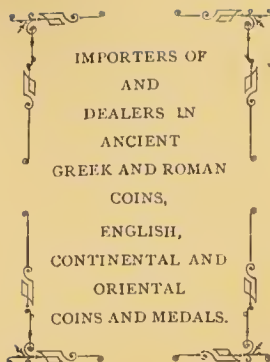 IMPORTERS OF
AND
DEALERS IN
ANCIENT
GREEK AND ROMAN
COINS,
ENGLISH,
CONTINENTAL AND
ORIENTAL
COINS AND MEDALS.